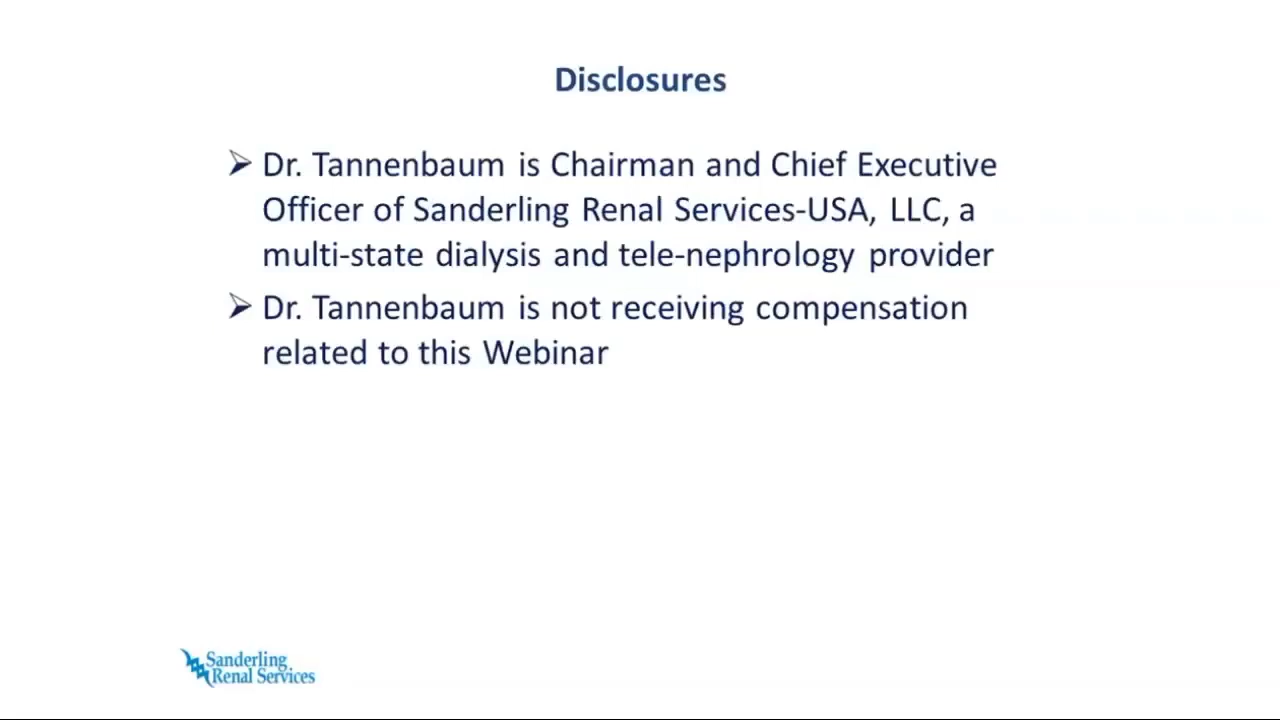 Disclosures
➢ Dr. Tannenbaum is Chairman and Chief Executive
Officer of Sanderling Renal Services-USA, LLC, a
multi-state dialysis and tele-nephrology provider
➢ Dr. Tannenbaum is not receiving compensation
related to this Webinar
Sanderling
Renal Services